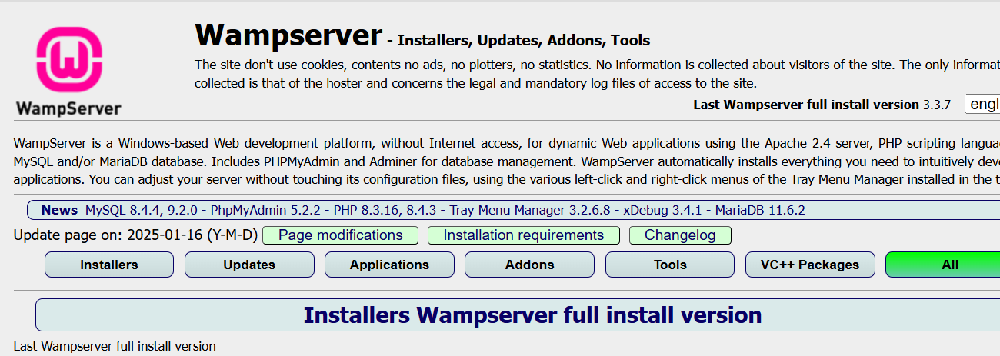 Wampserver - Installers, Updates, Addons, Tools
The site don't use cookies, contents no ads, no plotters, no statistics. No information is collected about visitors of the site. The only
collected is that of the hoster and concerns the legal and mandatory log files of access to the site.
WampServer
Last Wampserver full install version 3.3.7
WampServer is a Windows-based Web development platform, without Internet access, for dynamic Web applications using the Apache 2.4 server, PHP scripting
MySQL and/or MariaDB database. Includes PHPMyAdmin and Adminer for database management. WampServer automatically installs everything you need to intuitively
applications. You can adjust your server without touching its configuration files, using the various left-click and right-click menus of the Tray Menu Manager installed in the
News MySQL 8.4.4, 9.2.0 - PhpMyAdmin 5.2.2 - PHP 8.3.16, 8.4.3 - Tray Menu Manager 3.2.6.8 - xDebug 3.4.1 - MariaDB 11.6.2
Update page on: 2025-01-16 (Y-M-D) Page modifications Installation requirements Changelog
Installers Updates Applications Addons Tools VC++ Packages All
Installers Wampserver full install version
Last Wampserver full install version